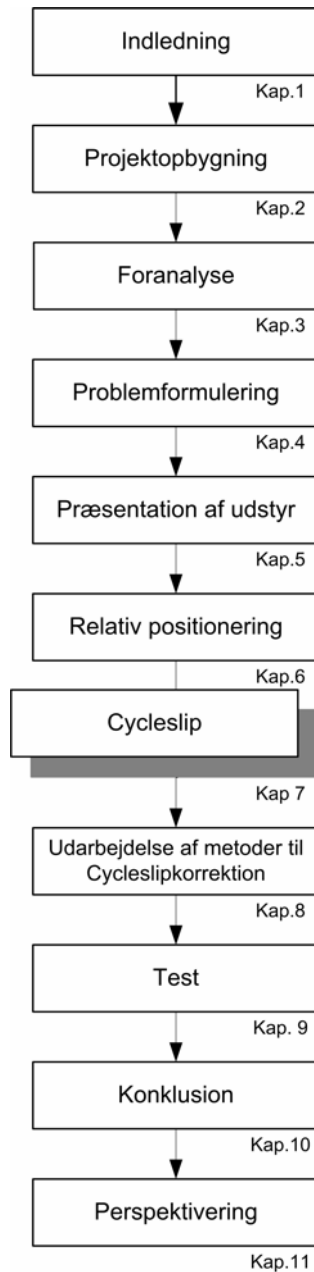 Indledning
Kap.1
Projektopbygning
Kap.2
Foranalyse
Kap.3
Problemformulering
Kap.4
Præsentation af udstyr
Kap.5
Relativ positionering
Kap.6
Cycleslip
Kap 7
Udarbejdelse af metoder til
Cycleslipkorrektion
Kap.8
Test
Kap. 9
Konklusion
Kap.10
Perspektivering
Kap.11